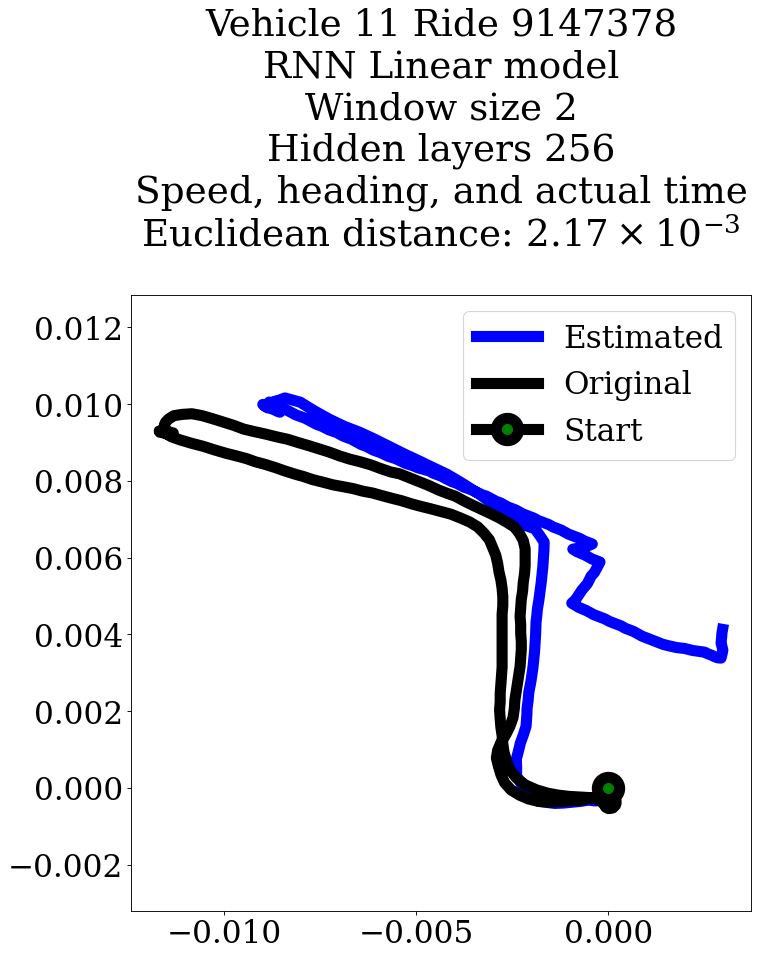 Vehicle 11 Ride 9147378
RNN Linear model
Window size 2
Hidden layers 256
Speed, heading, and actual time
Euclidean distance: 2.17 × 10⁻³
Estimated
Original
Start
0.012
0.010
0.008
0.006
0.004
0.002
0.000
−0.002
−0.010
−0.005
0.000